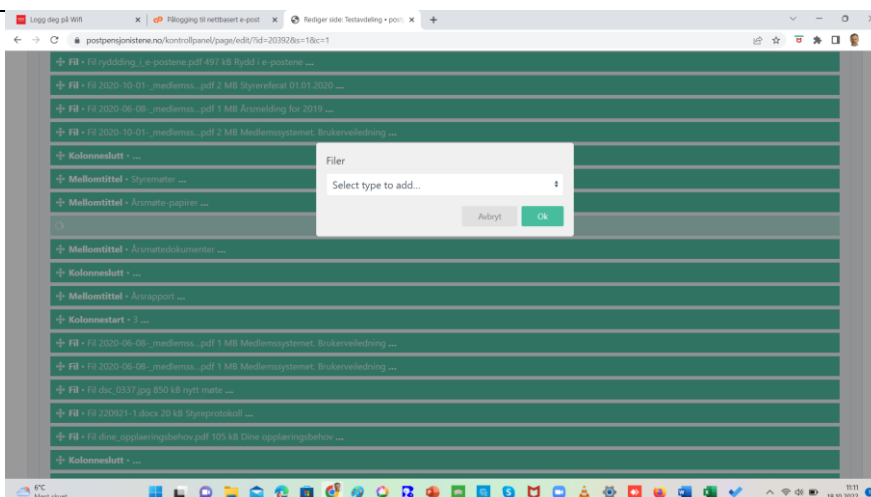 Logg deg på Wifi
Pålogging til nettbasert e-post
Rediger side: Testavdeling • post
postpensjonistene.no/kontrollpanel/page/edit/?id=20392&is=1&c=1
Fil • Fil ryddding_i_e-postene.pdf 497 kB Rydd i e-postene ...
Fil • Fil 2020-10-01-_medlemss...pdf 2 MB Styrereferat 01.01.2020 ...
Fil • Fil 2020-06-08-_medlemss...pdf 1 MB Årsmelding for 2019 ...
Fil • Fil 2020-10-01-_medlemss...pdf 2 MB Medlemssystemet. Brukerveiledning ...
Kolonneslutt • ...
Filer
Mellomtittel • Styremøter ...
Select type to add...
Mellomtittel • Årsmøte-papirer ...
Avbryt
Ok
Mellomtittel • Årsmøtedokumenter ...
Kolonneslutt • ...
Mellomtittel • Årsrapport ...
Kolonnestart • 3 ...
Fil • Fil 2020-06-08-_medlemss...pdf 1 MB Medlemssystemet. Brukerveiledning ...
Fil • Fil 2020-06-08-_medlemss...pdf 1 MB Medlemssystemet. Brukerveiledning ...
Fil • Fil dsc_0337.jpg 850 kB nytt møte ...
Fil • Fil 220921-1.docx 20 kB Styreprotokoll ...
Fil • Fil dine_opplaeringsbehov.pdf 105 kB Dine opplæringsbehov ...
Kolonneslutt • ...
6°C
Mest skyet
11:11
18.10.2022